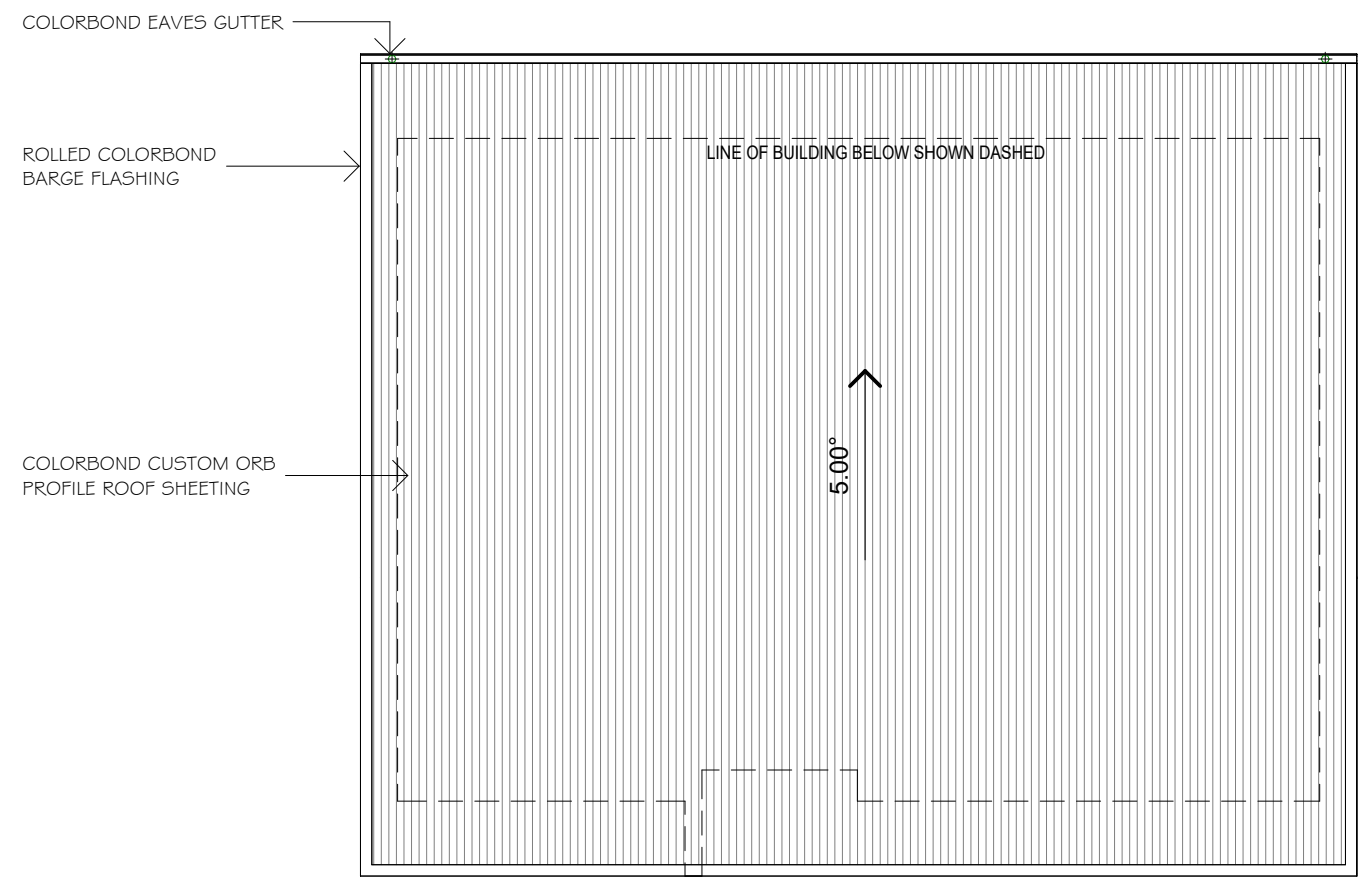 COLORBOND EAVES GUTTER
ROLLED COLORBOND
BARGE FLASHING
LINE OF BUILDING BELOW SHOWN DASHED
5.00°
COLORBOND CUSTOM ORB
PROFILE ROOF SHEETING